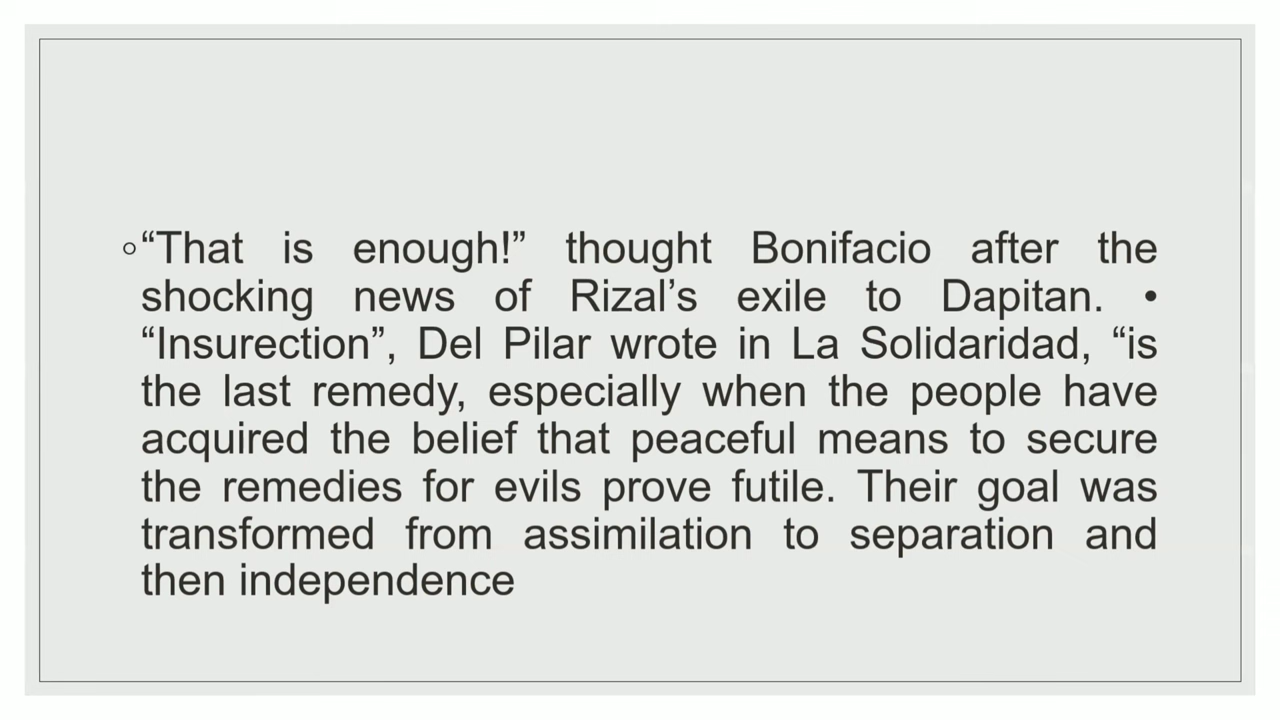 ◦“That is enough!” thought Bonifacio after the
shocking news of Rizal’s exile to Dapitan. •
“Insurection”, Del Pilar wrote in La Solidaridad, “is
the last remedy, especially when the people have
acquired the belief that peaceful means to secure
the remedies for evils prove futile. Their goal was
transformed from assimilation to separation and
then independence